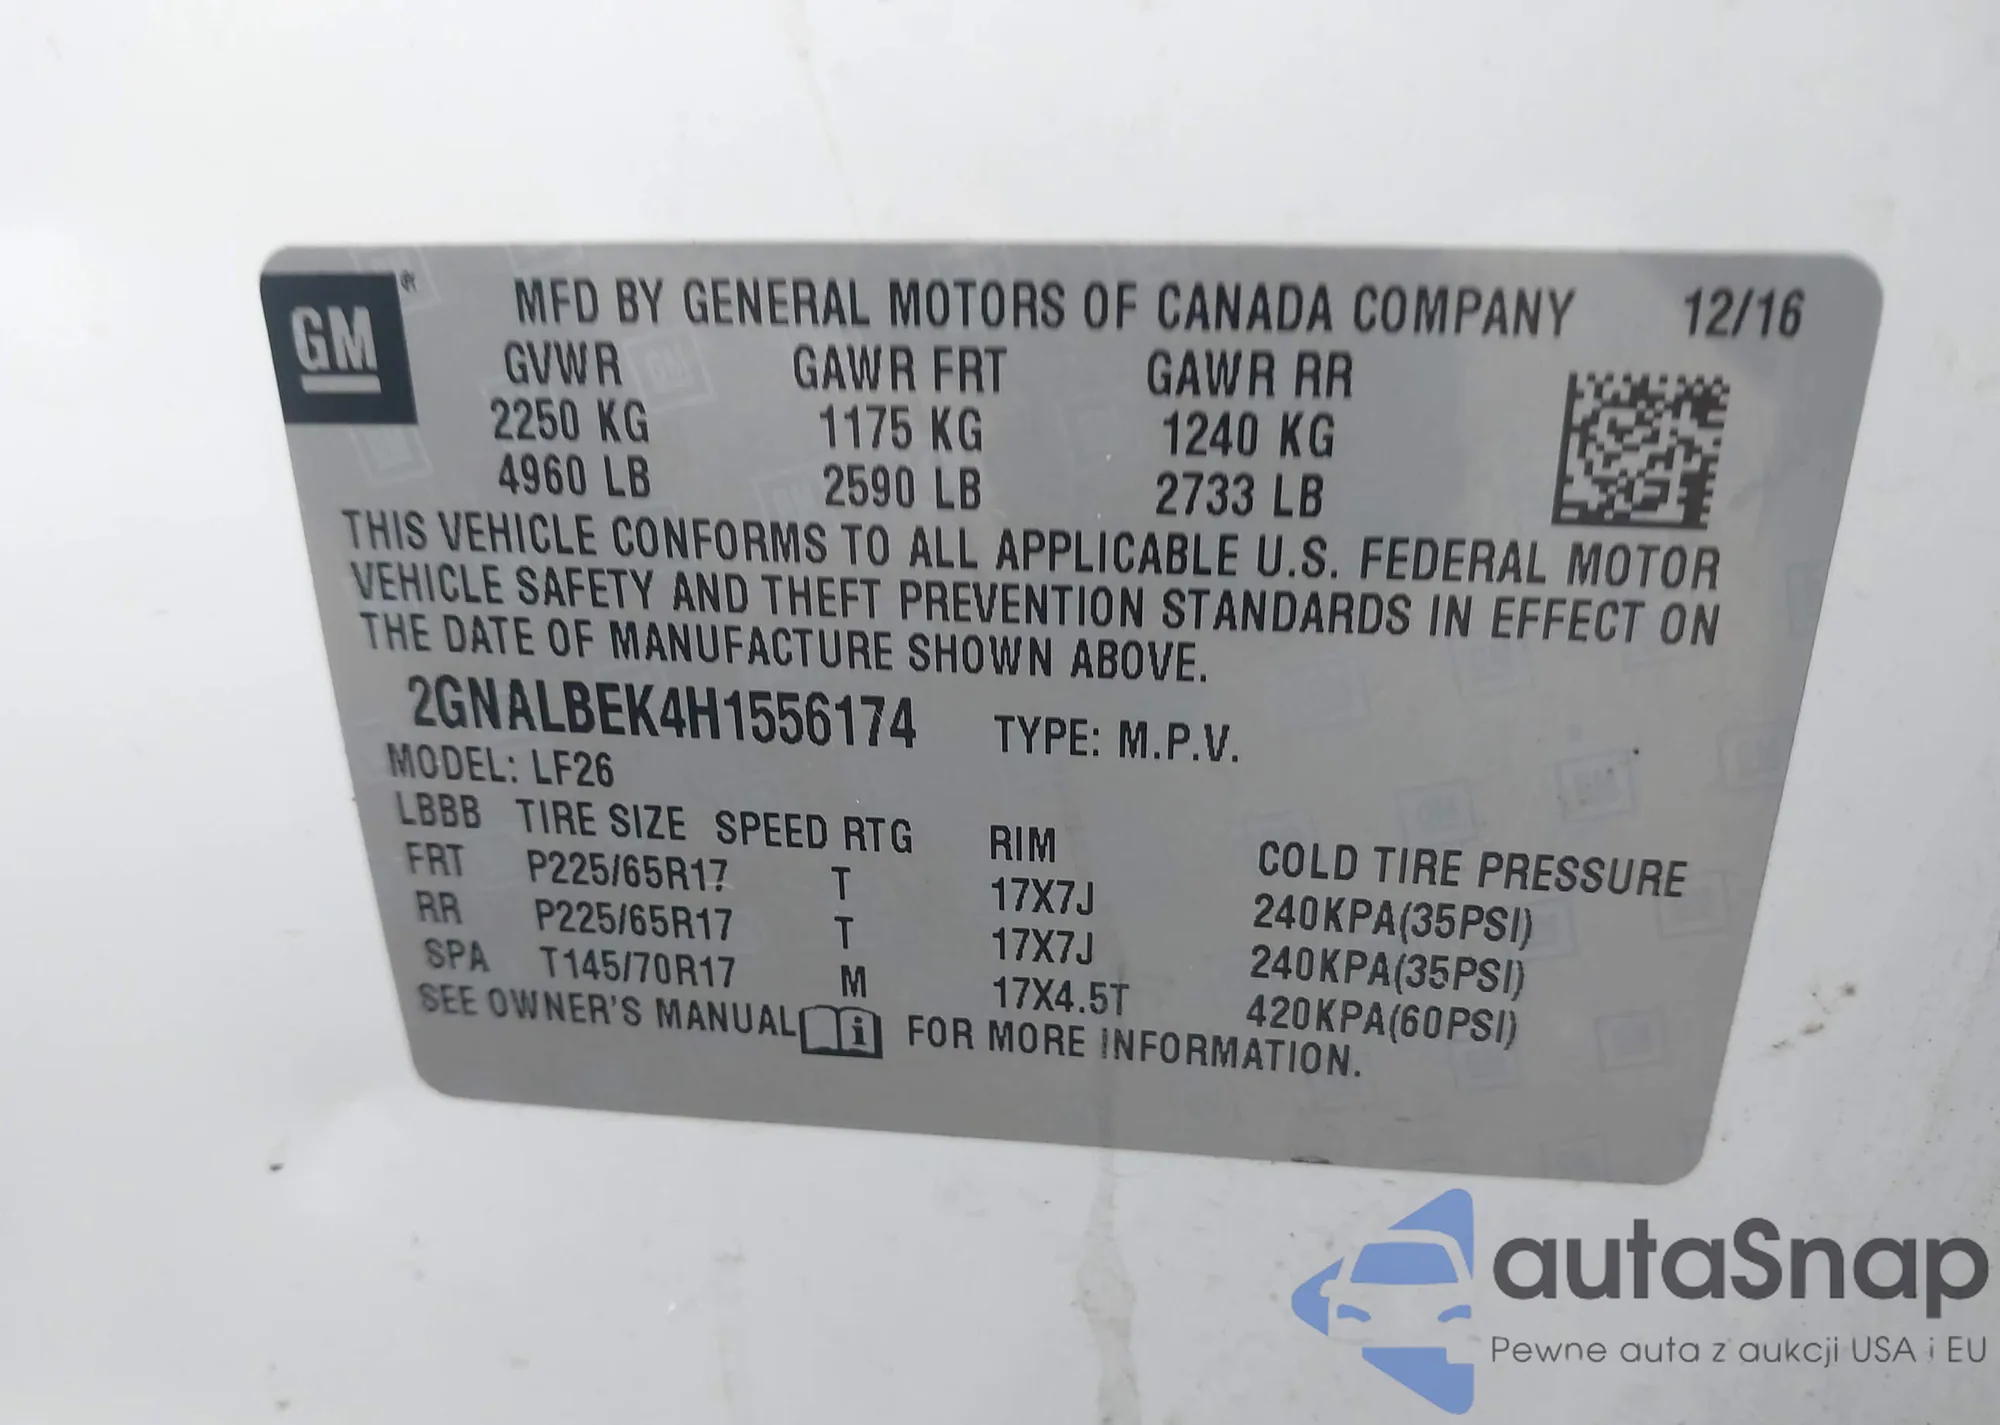 GM
MFD BY GENERAL MOTORS OF CANADA COMPANY 12/16
GVWR GAWR FRT GAWR RR
2250 KG 1175 KG 1240 KG
4960 LB 2590 LB 2733 LB
THIS VEHICLE CONFORMS TO ALL APPLICABLE U.S. FEDERAL MOTOR
VEHICLE SAFETY AND THEFT PREVENTION STANDARDS IN EFFECT ON
THE DATE OF MANUFACTURE SHOWN ABOVE.
2GNALBEK4H1556174 TYPE: M.P.V.
MODEL: LF26
LBBB TIRE SIZE SPEED RTG RIM COLD TIRE PRESSURE
FRT P225/65R17 T 17X7J 240KPA(35PSI)
RR P225/65R17 T 17X7J 240KPA(35PSI)
SPA T145/70R17 M 17X4.5T 420KPA(60PSI)
SEE OWNER'S MANUAL i FOR MORE INFORMATION.
autaSnap
Pewne auta z aukcji USA i EU